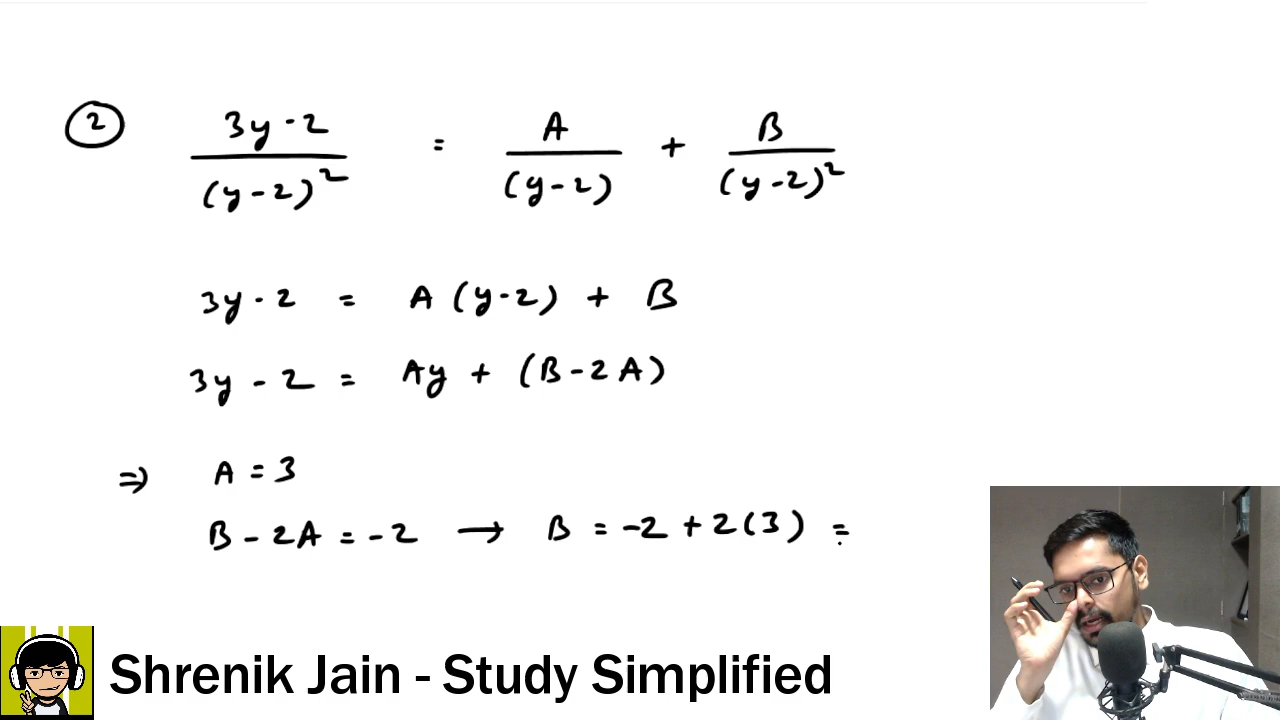 ② (3y-2)/(y-2)² = A/(y-2) + B/(y-2)²
3y-2 = A(y-2) + B
3y-2 = Ay + (B-2A)
⇒ A = 3
B-2A = -2 → B = -2+2(3) =
Shrenik Jain - Study Simplified